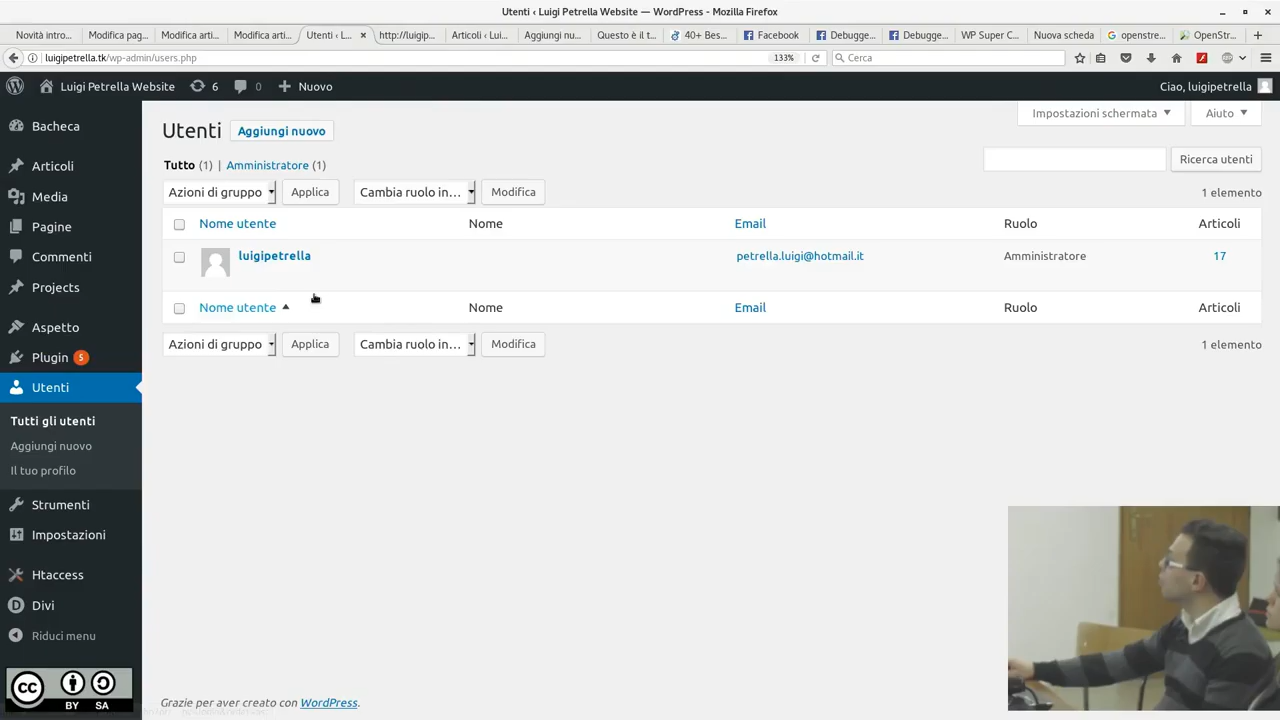 Utenti ‹ Luigi Petrella Website — WordPress - Mozilla Firefox
Novità intro... Modifica pag... Modifica arti... Modifica arti... Utenti ‹ L... × http://luigip... Articoli ‹ Lui... Aggiungi nu... Questo è il t... 40+ Bes... Facebook Debugge... Debugge... WP Super C... Nuova scheda openstre... OpenStr...
luigipetrella.tk/wp-admin/users.php 133% Cerca
Luigi Petrella Website 6 0 + Nuovo Ciao, luigipetrella
Impostazioni schermata Aiuto
Bacheca
Articoli
Media
Pagine
Commenti
Projects
Aspetto
Plugin 5
Utenti
Tutti gli utenti
Aggiungi nuovo
Il tuo profilo
Strumenti
Impostazioni
Htaccess
Divi
Riduci menu
Utenti Aggiungi nuovo
Tutto (1) | Amministratore (1) Ricerca utenti
Azioni di gruppo Applica Cambia ruolo in... Modifica 1 elemento
Nome utente Nome Email Ruolo Articoli
luigipetrella petrella.luigi@hotmail.it Amministratore 17
Nome utente Nome Email Ruolo Articoli
Azioni di gruppo Applica Cambia ruolo in... Modifica 1 elemento
Grazie per aver creato con WordPress.
cc
BY SA